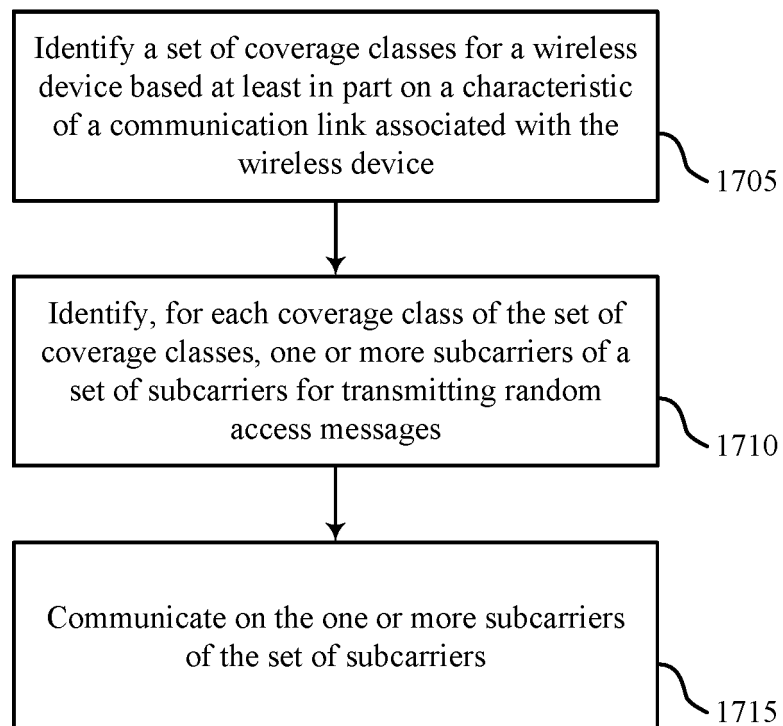 Identify a set of coverage classes for a wireless
device based at least in part on a characteristic
of a communication link associated with the
wireless device
1705
Identify, for each coverage class of the set of
coverage classes, one or more subcarriers of a
set of subcarriers for transmitting random
access messages
1710
Communicate on the one or more subcarriers
of the set of subcarriers
1715